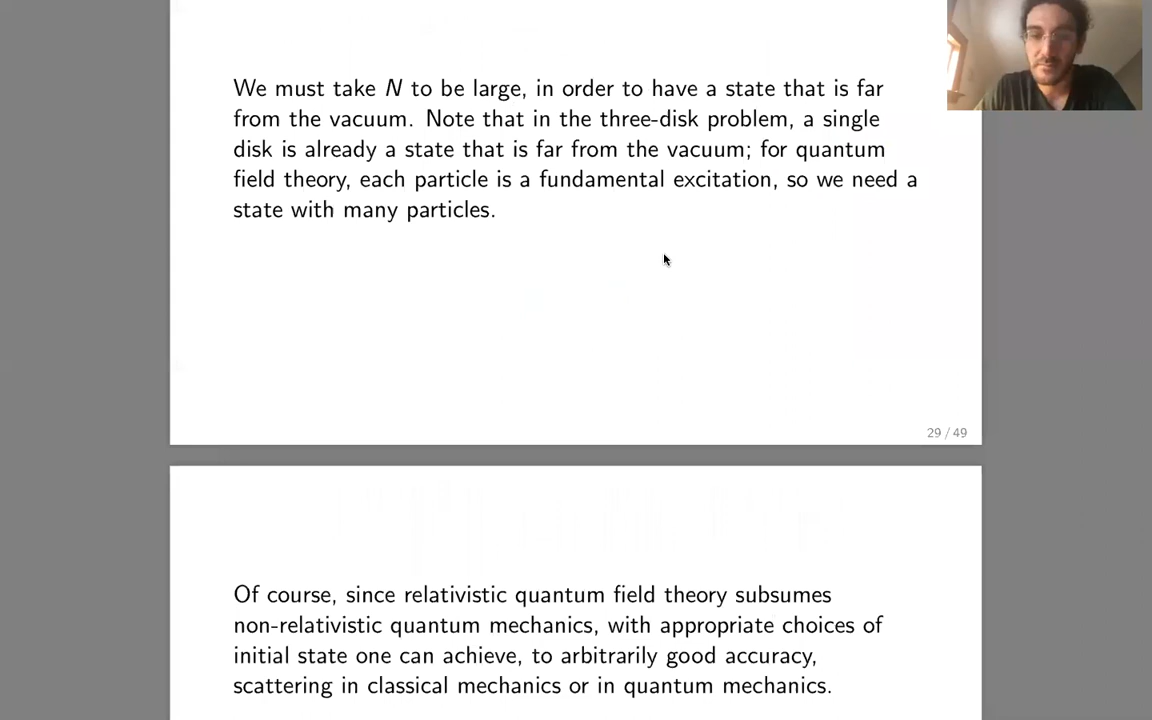 We must take N to be large, in order to have a state that is far
from the vacuum. Note that in the three-disk problem, a single
disk is already a state that is far from the vacuum; for quantum
field theory, each particle is a fundamental excitation, so we need a
state with many particles.
29 / 49
Of course, since relativistic quantum field theory subsumes
non-relativistic quantum mechanics, with appropriate choices of
initial state one can achieve, to arbitrarily good accuracy,
scattering in classical mechanics or in quantum mechanics.